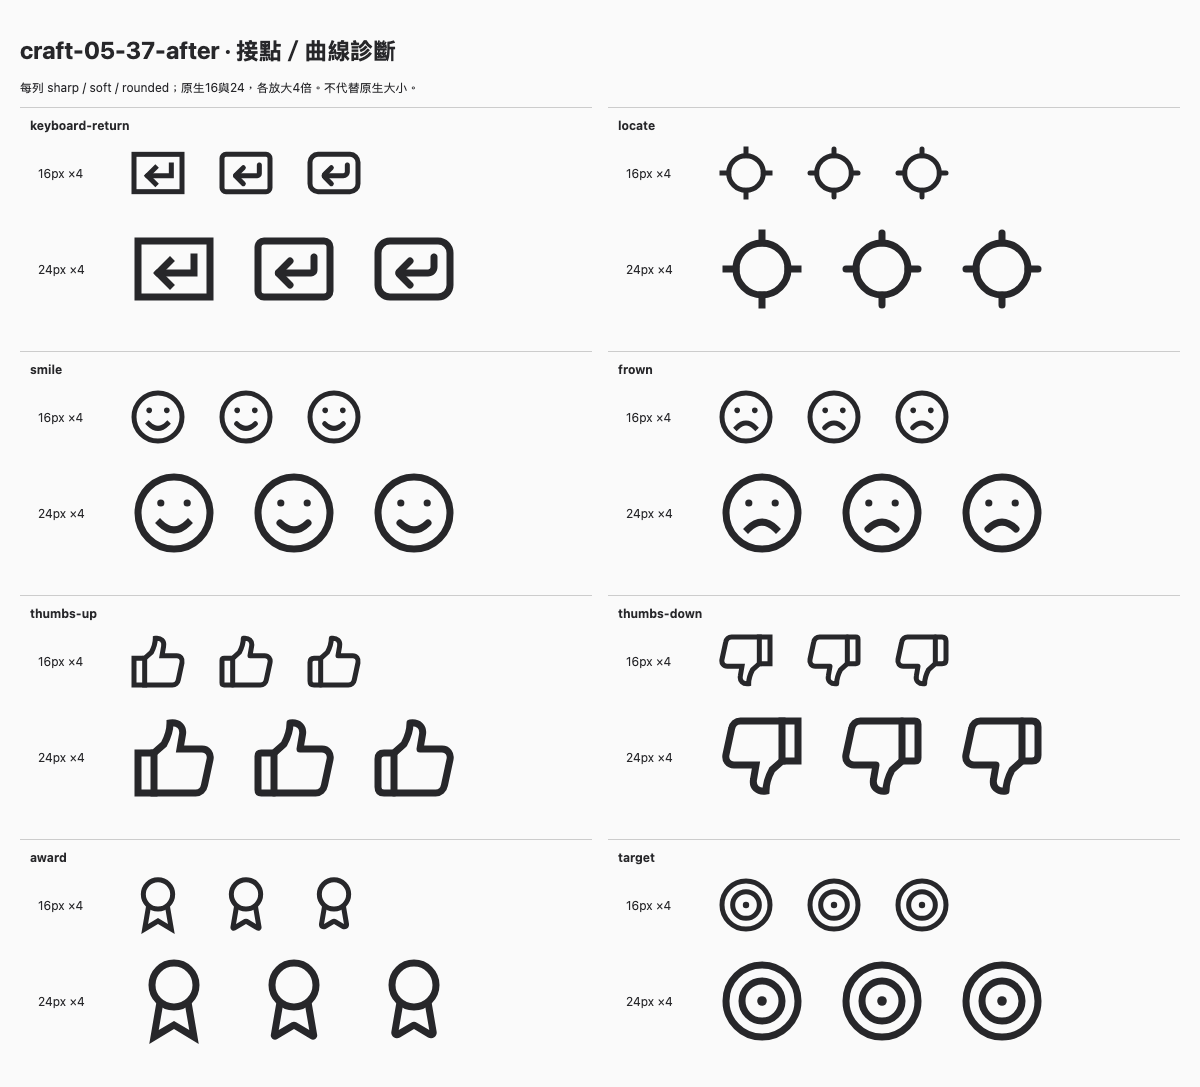 craft-05-37-after · 接點 / 曲線診斷
每列 sharp / soft / rounded；原生16與24，各放大4倍。不代替原生大小。
keyboard-return
16px ×4
24px ×4
locate
16px ×4
24px ×4
smile
16px ×4
24px ×4
frown
16px ×4
24px ×4
thumbs-up
16px ×4
24px ×4
thumbs-down
16px ×4
24px ×4
award
16px ×4
24px ×4
target
16px ×4
24px ×4